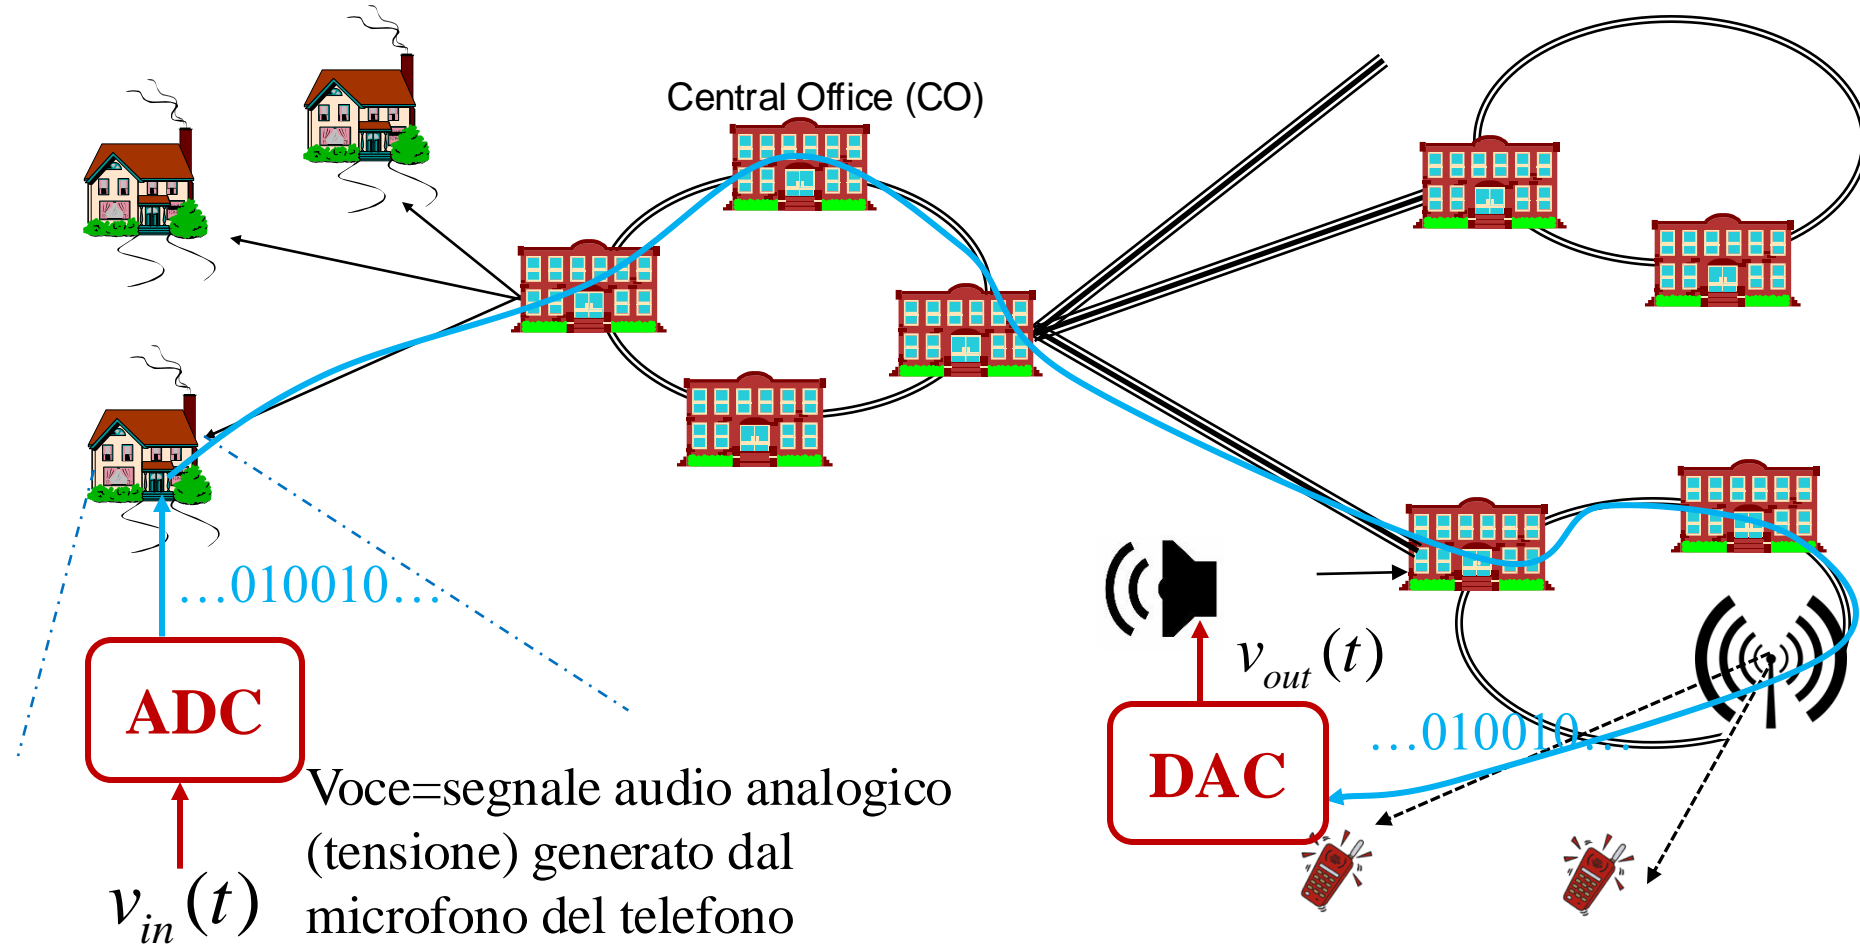 Central Office (CO)
…010010…
ADC
Voce=segnale audio analogico
(tensione) generato dal
microfono del telefono
v_in(t)
v_out(t)
…010010…
DAC